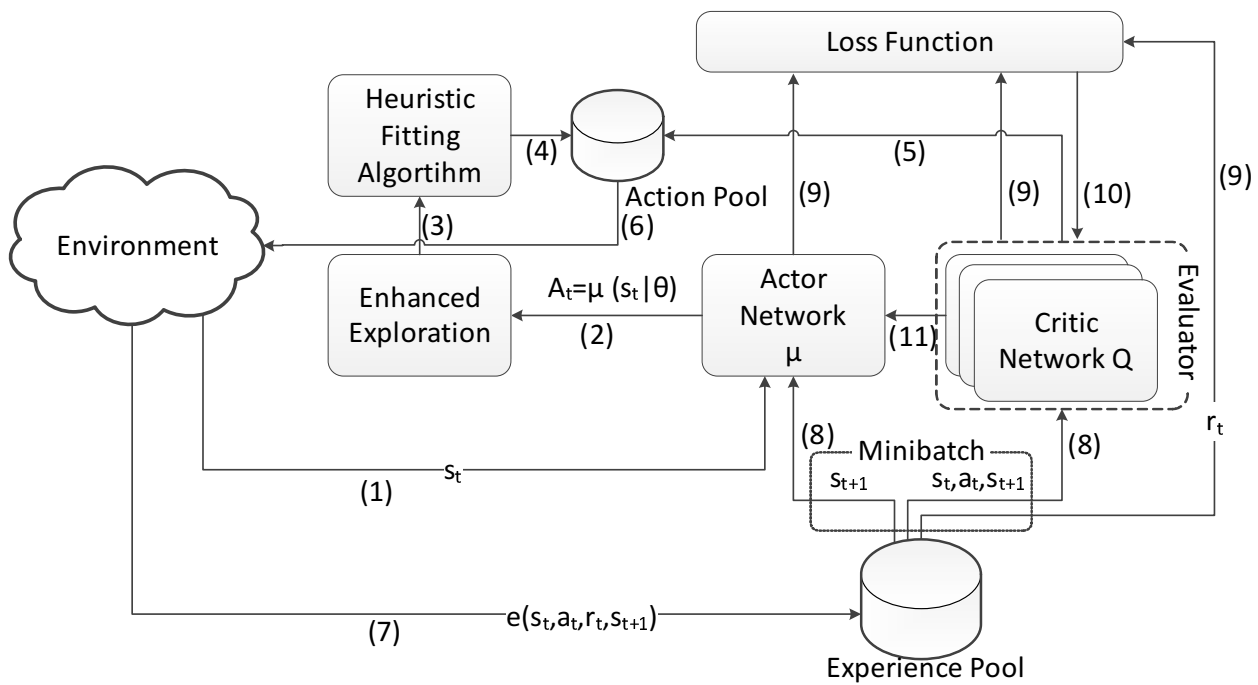 Loss Function
Heuristic
Fitting
Algortihm
(4)
(5)
(9)
(9)
(10)
(9)
Action Pool
(3)
(6)
Environment
Enhanced
Exploration
Aₜ=μ (sₜ|θ)
(2)
Actor
Network
μ
(11)
Critic
Network Q
Evaluator
rₜ
(8)
(8)
Minibatch
sₜ₊₁
sₜ,aₜ,sₜ₊₁
sₜ
(1)
e(sₜ,aₜ,rₜ,sₜ₊₁)
(7)
Experience Pool